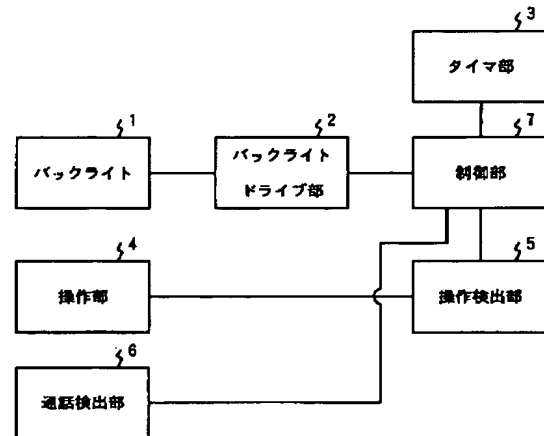 3
タイマ部
1
バックライト
2
バックライト
ドライブ部
7
制御部
4
操作部
5
操作検出部
6
通話検出部